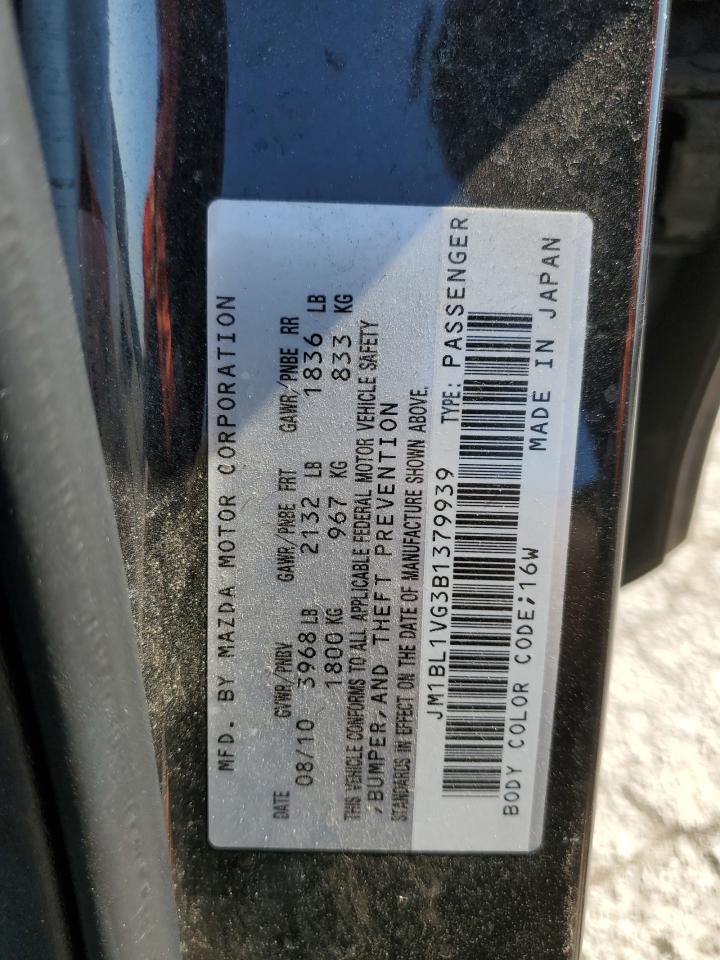 MFD. BY MAZDA MOTOR CORPORATION
DATE GVWR/PNBV GAWR/PNBE FRT GAWR/PNBE RR
08/10 3968 LB 2132 LB 1836 LB
1800 KG 967 KG 833 KG
THIS VEHICLE CONFORMS TO ALL APPLICABLE FEDERAL MOTOR VEHICLE SAFETY
,BUMPER,AND THEFT PREVENTION
STANDARDS IN EFFECT ON THE DATE OF MANUFACTURE SHOWN ABOVE.
JM1BL1VG3B1379939 TYPE: PASSENGER
BODY COLOR CODE;16W MADE IN JAPAN